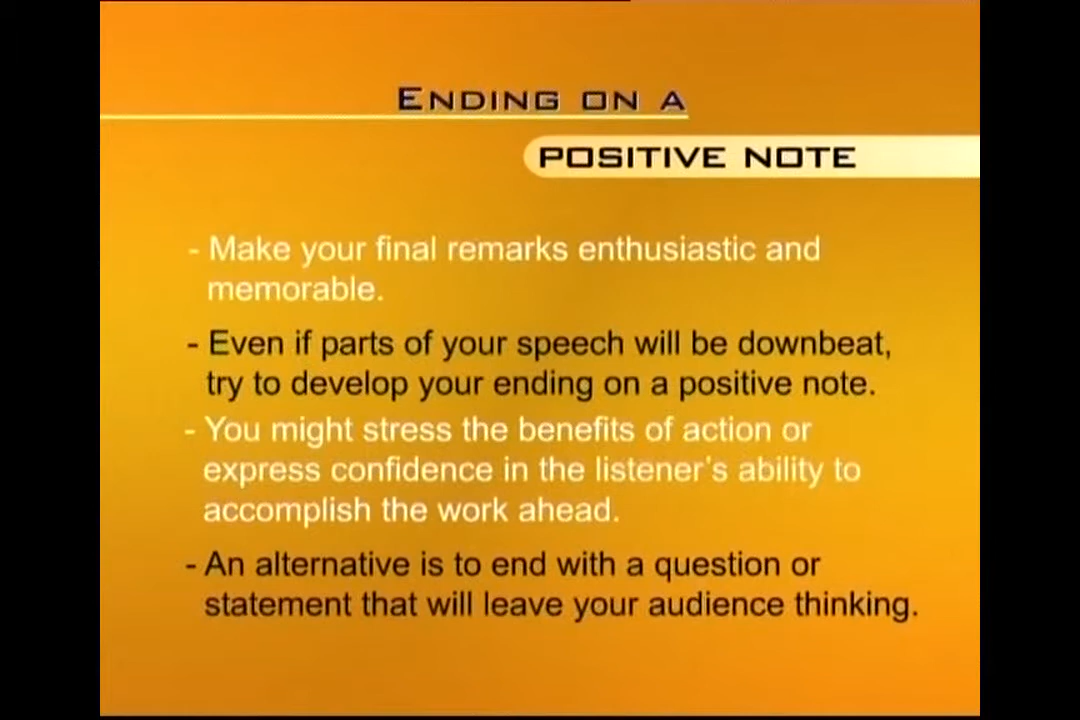 ENDING ON A
POSITIVE NOTE
- Make your final remarks enthusiastic and
memorable.
- Even if parts of your speech will be downbeat,
try to develop your ending on a positive note.
- You might stress the benefits of action or
express confidence in the listener's ability to
accomplish the work ahead.
- An alternative is to end with a question or
statement that will leave your audience thinking.